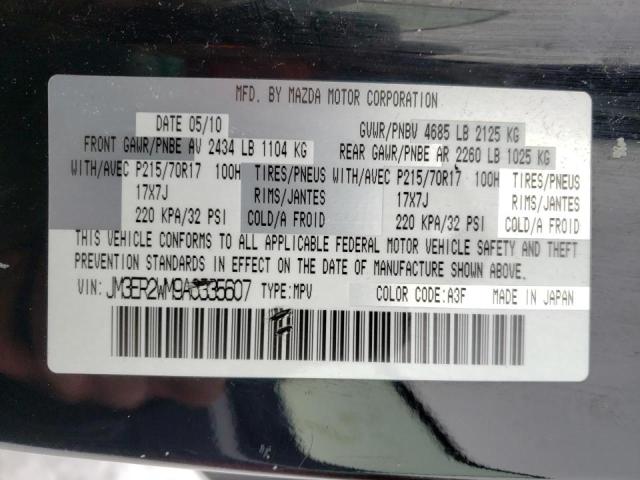 MFD. BY MAZDA MOTOR CORPORATION
DATE 05/10 GVWR/PNBV 4685 LB 2125 KG
FRONT GAWR/PNBE AV 2434 LB 1104 KG REAR GAWR/PNBE AR 2260 LB 1025 KG
WITH/AVEC P215/70R17 100H TIRES/PNEUS WITH/AVEC P215/70R17 100H TIRES/PNEUS
17X7J RIMS/JANTES 17X7J RIMS/JANTES
220 KPA/32 PSI COLD/A FROID 220 KPA/32 PSI COLD/A FROID
THIS VEHICLE CONFORMS TO ALL APPLICABLE FEDERAL MOTOR VEHICLE SAFETY AND THEFT
PREVENTION STANDARDS IN EFFECT ON THE DATE OF MANUFACTURE SHOWN ABOVE.
VIN: JM3ER2WM9A0335607 TYPE: MPV COLOR CODE: A3F MADE IN JAPAN